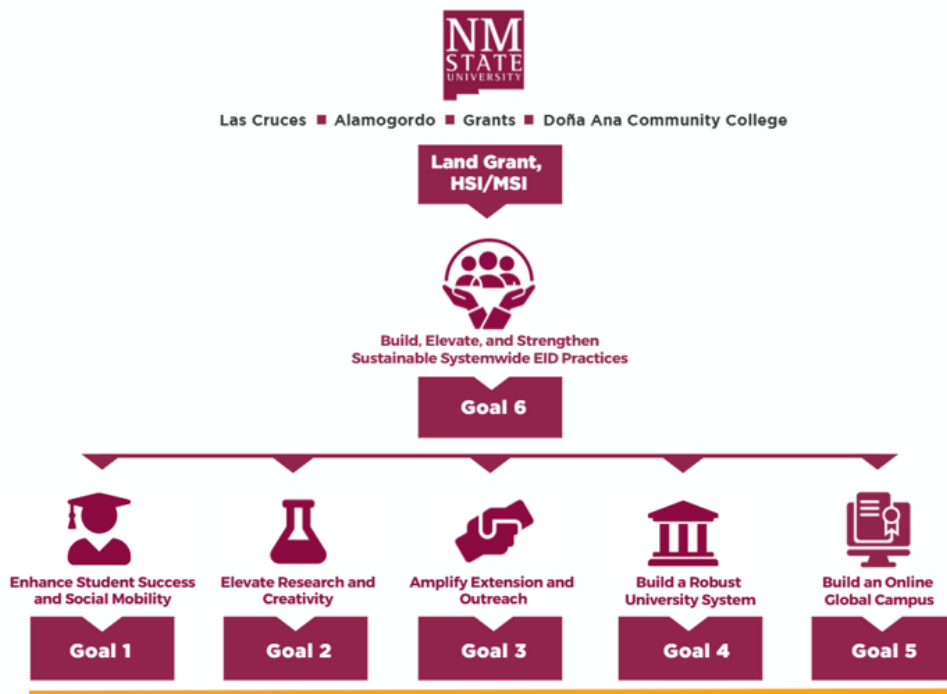 NM
STATE
UNIVERSITY
Las Cruces ■ Alamogordo ■ Grants ■ Doña Ana Community College
Land Grant,
HSI/MSI
Build, Elevate, and Strengthen
Sustainable Systemwide EID Practices
Goal 6
Enhance Student Success
and Social Mobility
Goal 1
Elevate Research and
Creativity
Goal 2
Amplify Extension and
Outreach
Goal 3
Build a Robust
University System
Goal 4
Build an Online
Global Campus
Goal 5